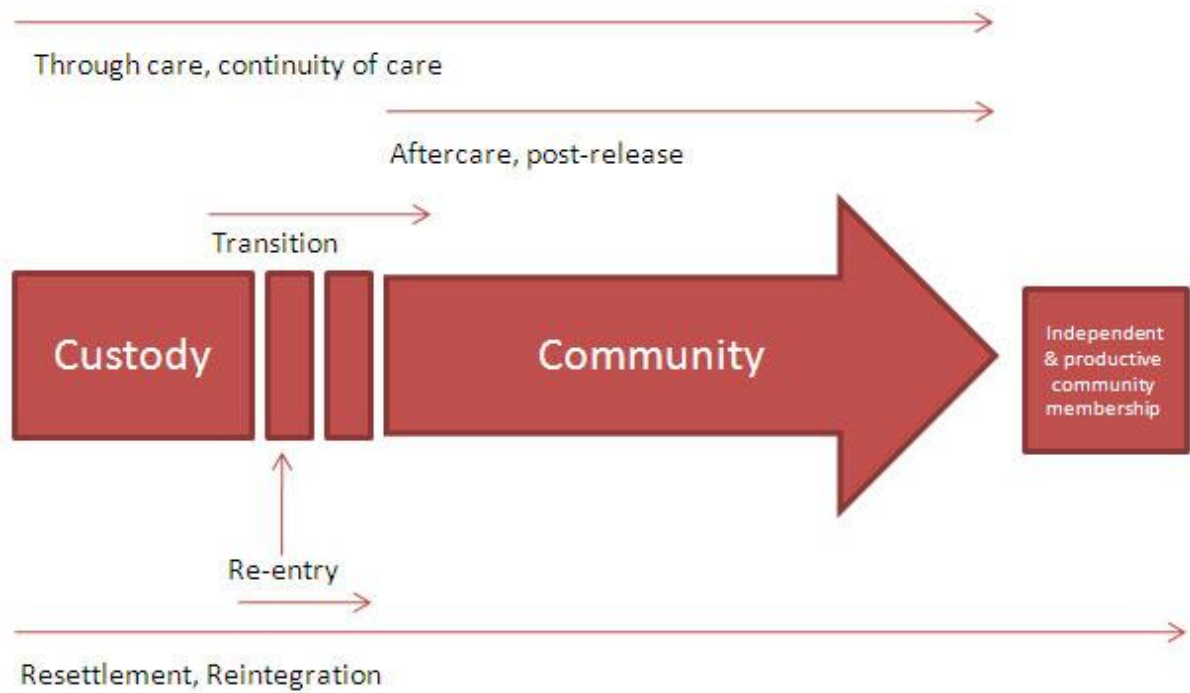 Through care, continuity of care
Aftercare, post-release
Transition
Custody
Community
Independent
& productive
community
membership
Re-entry
Resettlement, Reintegration